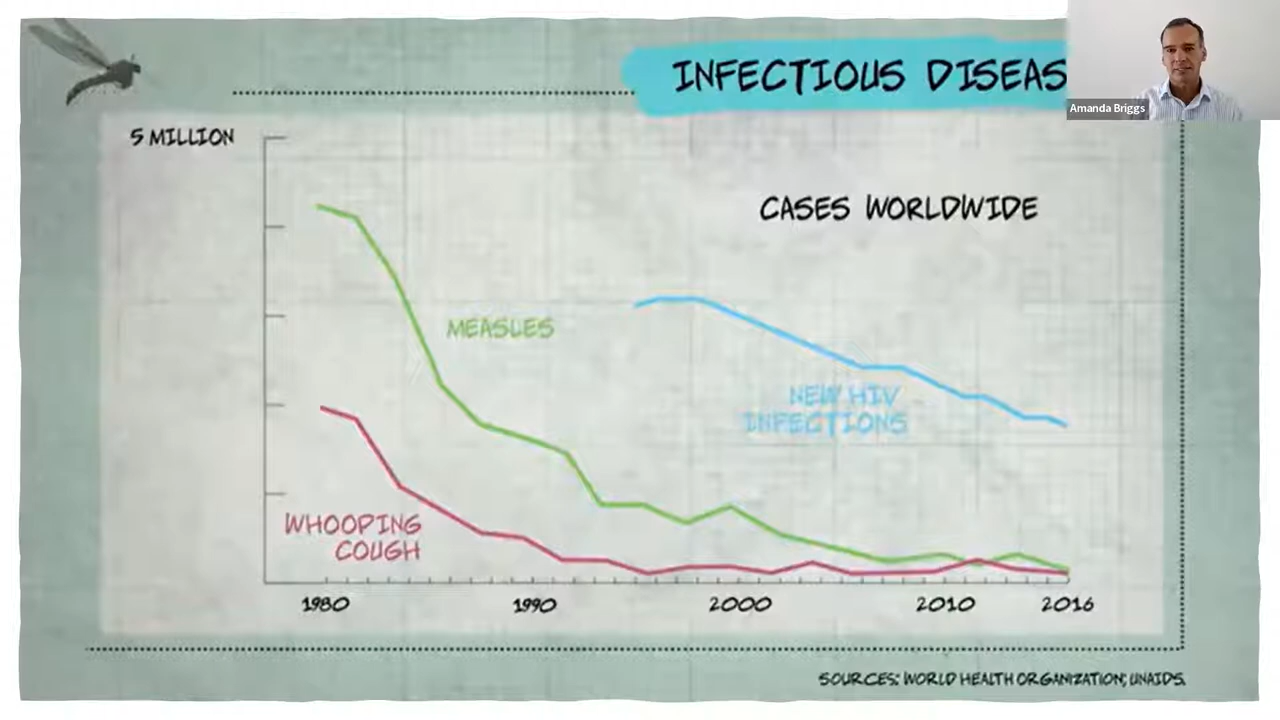 INFECTIOUS DISEAS
Amanda Briggs
5 MILLION
CASES WORLDWIDE
MEASLES
NEW HIV
INFECTIONS
WHOOPING
COUGH
1980 1990 2000 2010 2016
SOURCES: WORLD HEALTH ORGANIZATION; UNAIDS.